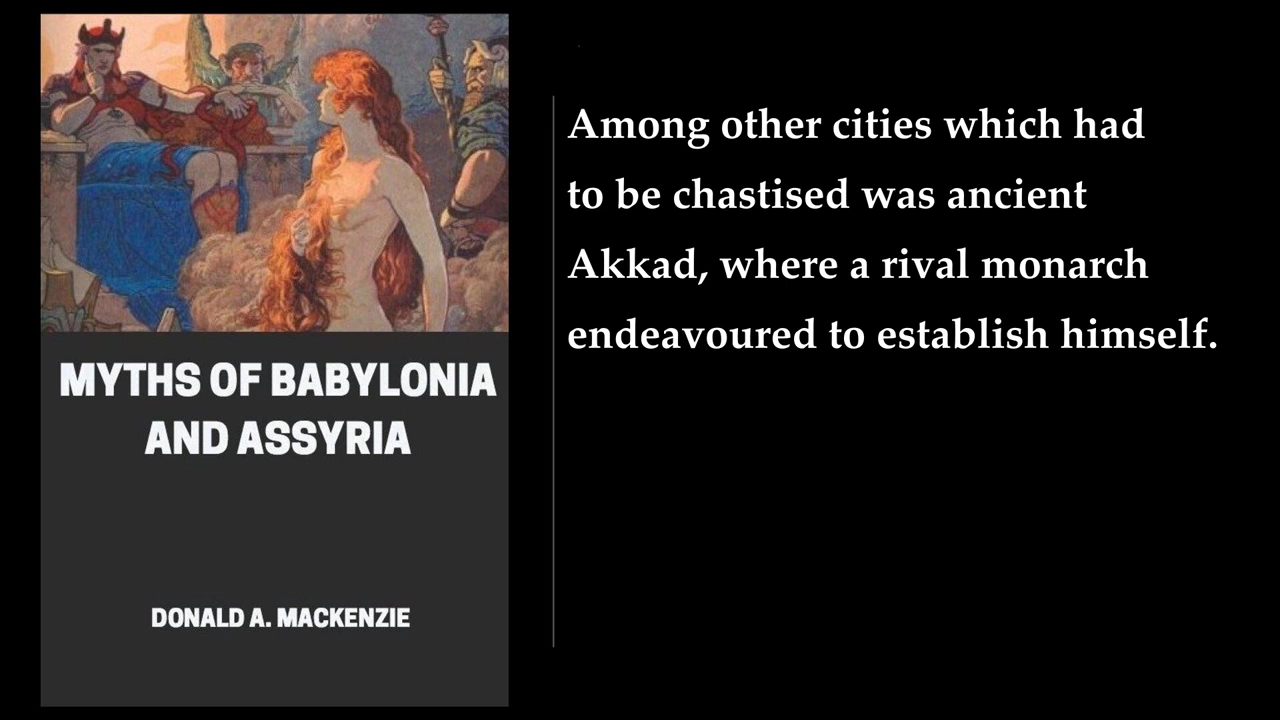 MYTHS OF BABYLONIA
AND ASSYRIA
DONALD A. MACKENZIE
Among other cities which had
to be chastised was ancient
Akkad, where a rival monarch
endeavoured to establish himself.